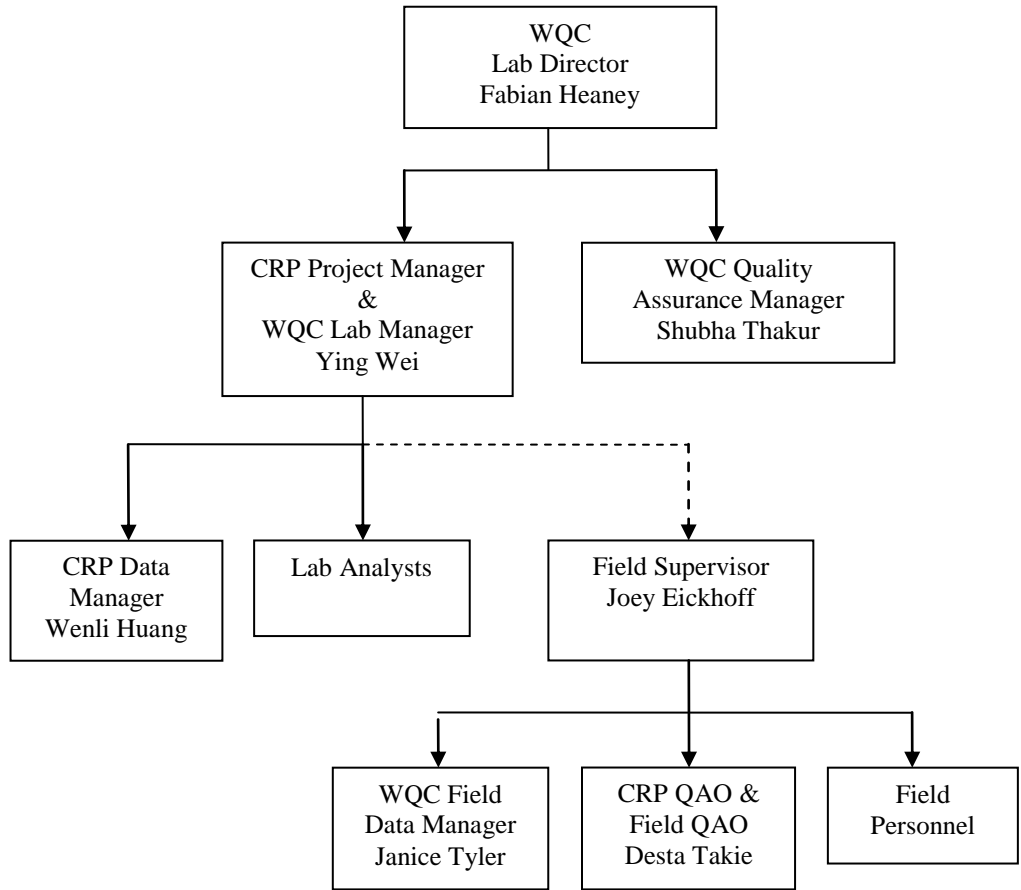 WQC
Lab Director
Fabian Heaney
CRP Project Manager
&
WQC Lab Manager
Ying Wei
WQC Quality
Assurance Manager
Shubha Thakur
CRP Data
Manager
Wenli Huang
Lab Analysts
Field Supervisor
Joey Eickhoff
WQC Field
Data Manager
Janice Tyler
CRP QAO &
Field QAO
Desta Takie
Field
Personnel